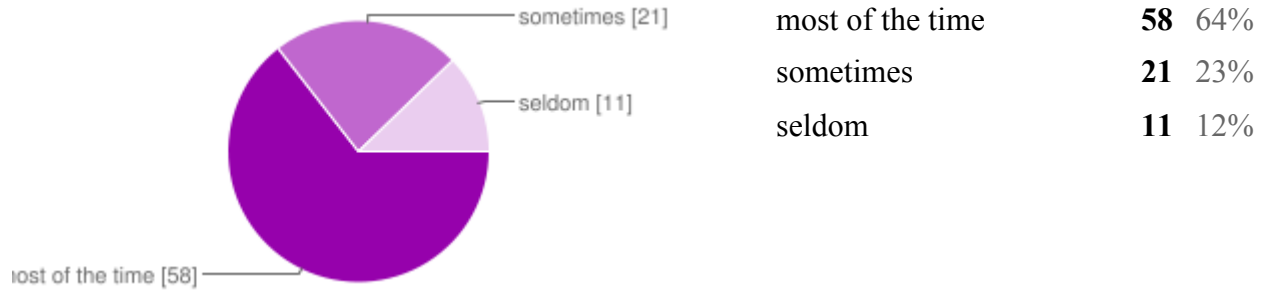 sometimes [21]
seldom [11]
ost of the time [58]
most of the time 58 64%
sometimes 21 23%
seldom 11 12%